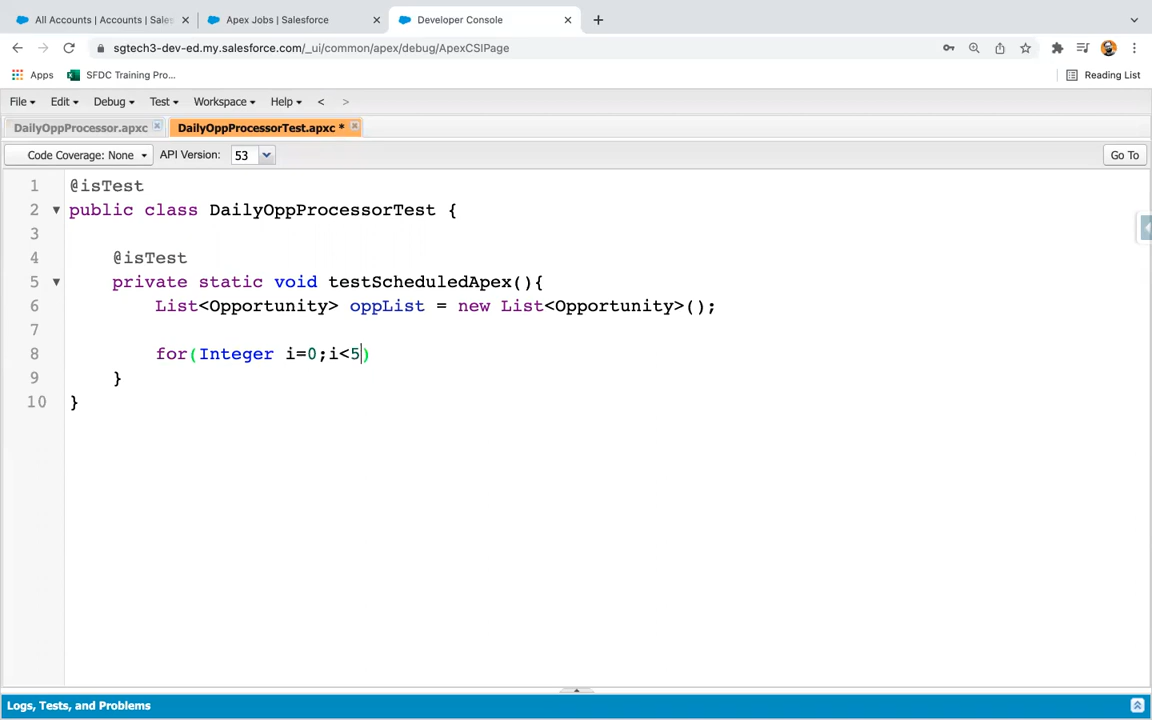 All Accounts | Accounts | Sales
Apex Jobs | Salesforce
Developer Console
sgtech3-dev-ed.my.salesforce.com/_ui/common/apex/debug/ApexCSIPage
Apps
SFDC Training Pro...
Reading List
File
Edit
Debug
Test
Workspace
Help
<
>
DailyOppProcessor.apxc
DailyOppProcessorTest.apxc *
Code Coverage: None
API Version:
53
Go To
1 @isTest
2 public class DailyOppProcessorTest {
3
4 @isTest
5 private static void testScheduledApex(){
6 List<Opportunity> oppList = new List<Opportunity>();
7
8 for(Integer i=0;i<5)
9 }
10 }
Logs, Tests, and Problems